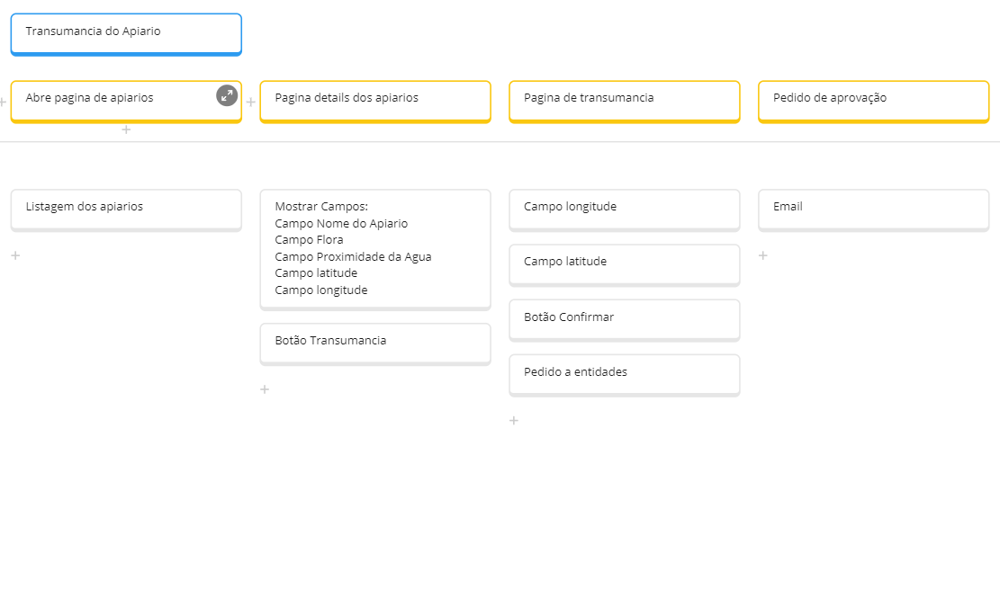 Transumancia do Apiario
Abre pagina de apiarios
Pagina details dos apiarios
Pagina de transumancia
Pedido de aprovação
Listagem dos apiarios
Mostrar Campos:
Campo Nome do Apiario
Campo Flora
Campo Proximidade da Agua
Campo latitude
Campo longitude
Botão Transumancia
Campo longitude
Campo latitude
Botão Confirmar
Pedido a entidades
Email